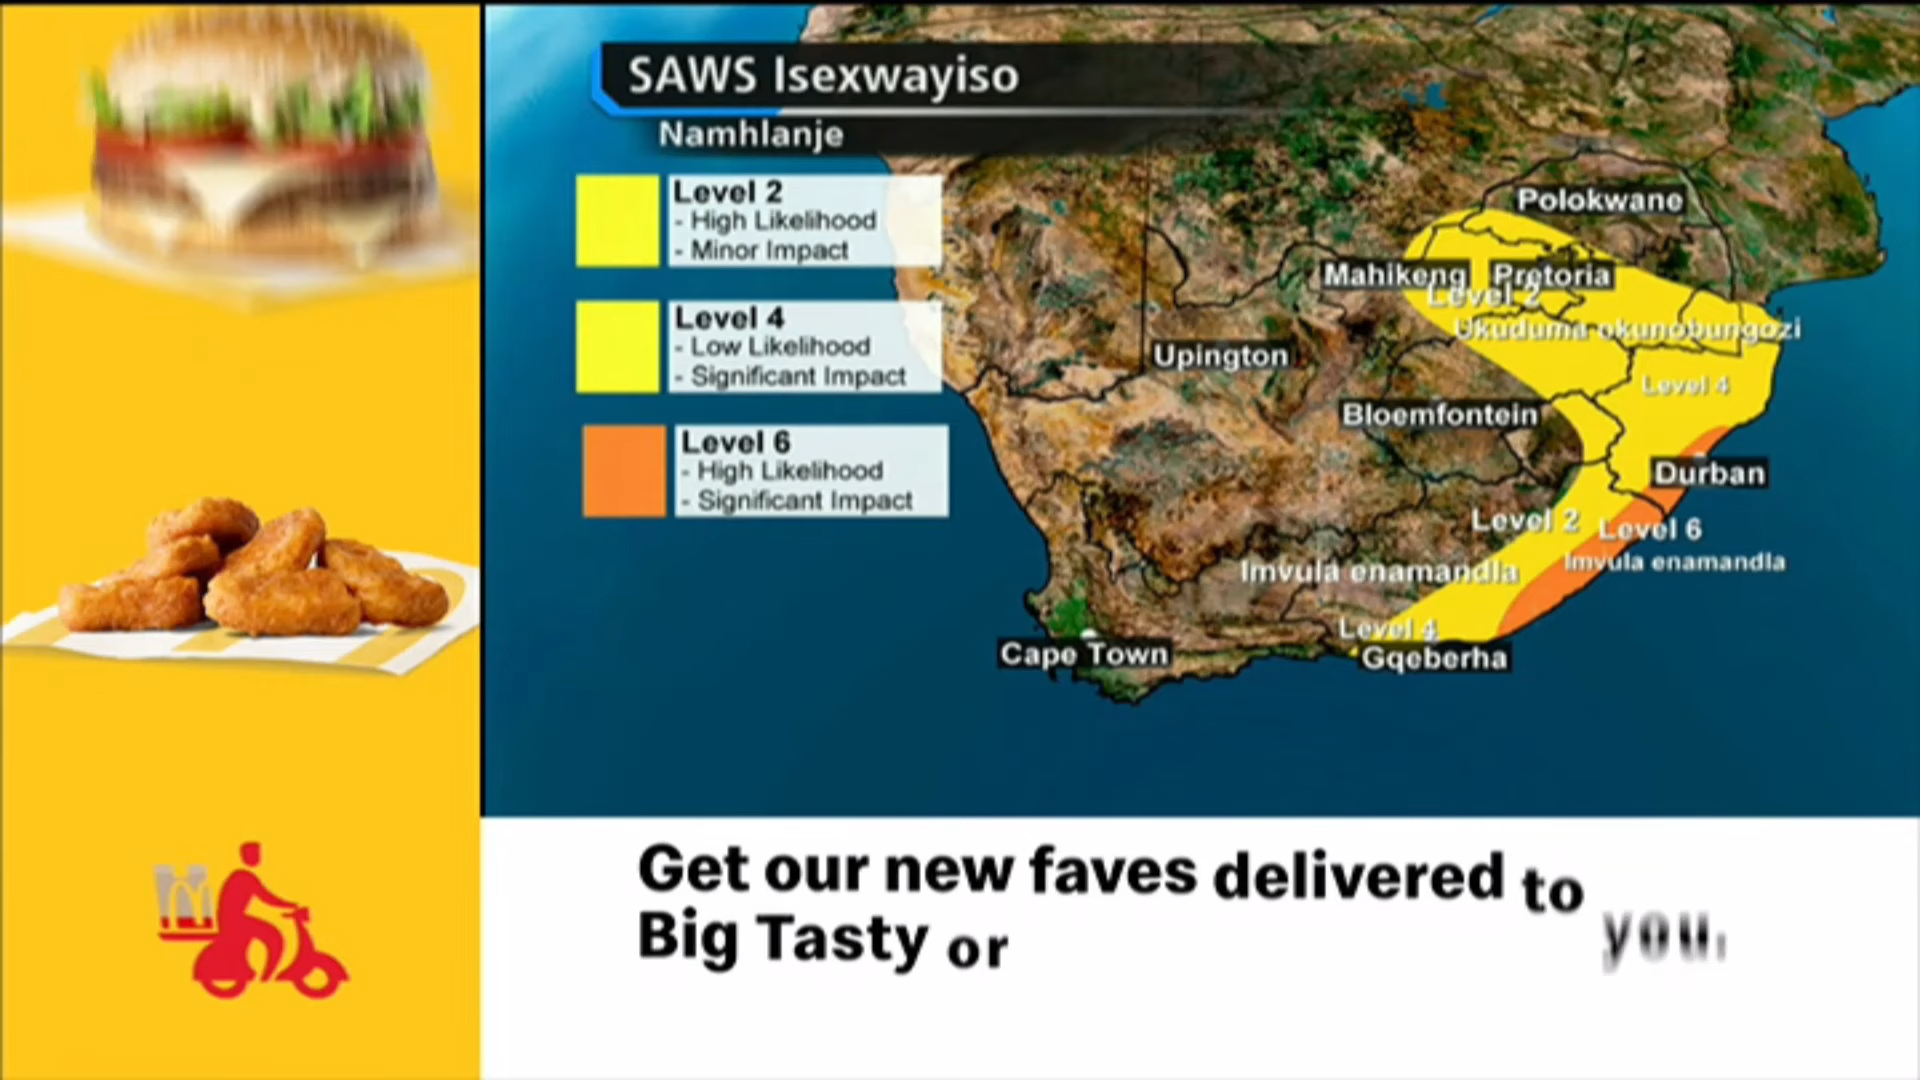 SAWS Isexwayiso
Namhlanje
Level 2
- High Likelihood
- Minor Impact
Level 4
- Low Likelihood
- Significant Impact
Level 6
- High Likelihood
- Significant Impact
Polokwane
Mahikeng
Pretoria
Level 2
Ukuduma okunobungozi
Upington
Level 4
Bloemfontein
Durban
Level 2
Level 6
Imvula enamandla
Imvula enamandla
Level 4
Cape Town
Gqeberha
Get our new faves delivered to you.
Big Tasty or